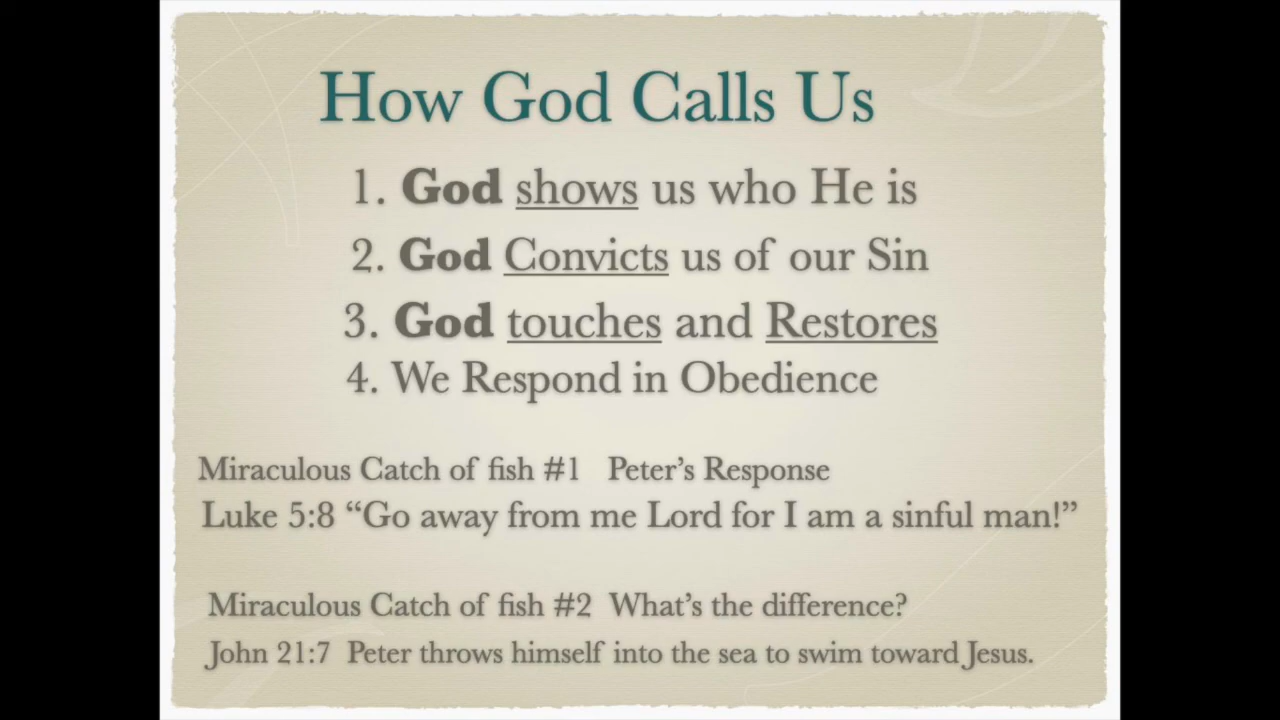 How God Calls Us
1. God shows us who He is
2. God Convicts us of our Sin
3. God touches and Restores
4. We Respond in Obedience
Miraculous Catch of fish #1 Peter’s Response
Luke 5:8 “Go away from me Lord for I am a sinful man!”
Miraculous Catch of fish #2 What’s the difference?
John 21:7 Peter throws himself into the sea to swim toward Jesus.